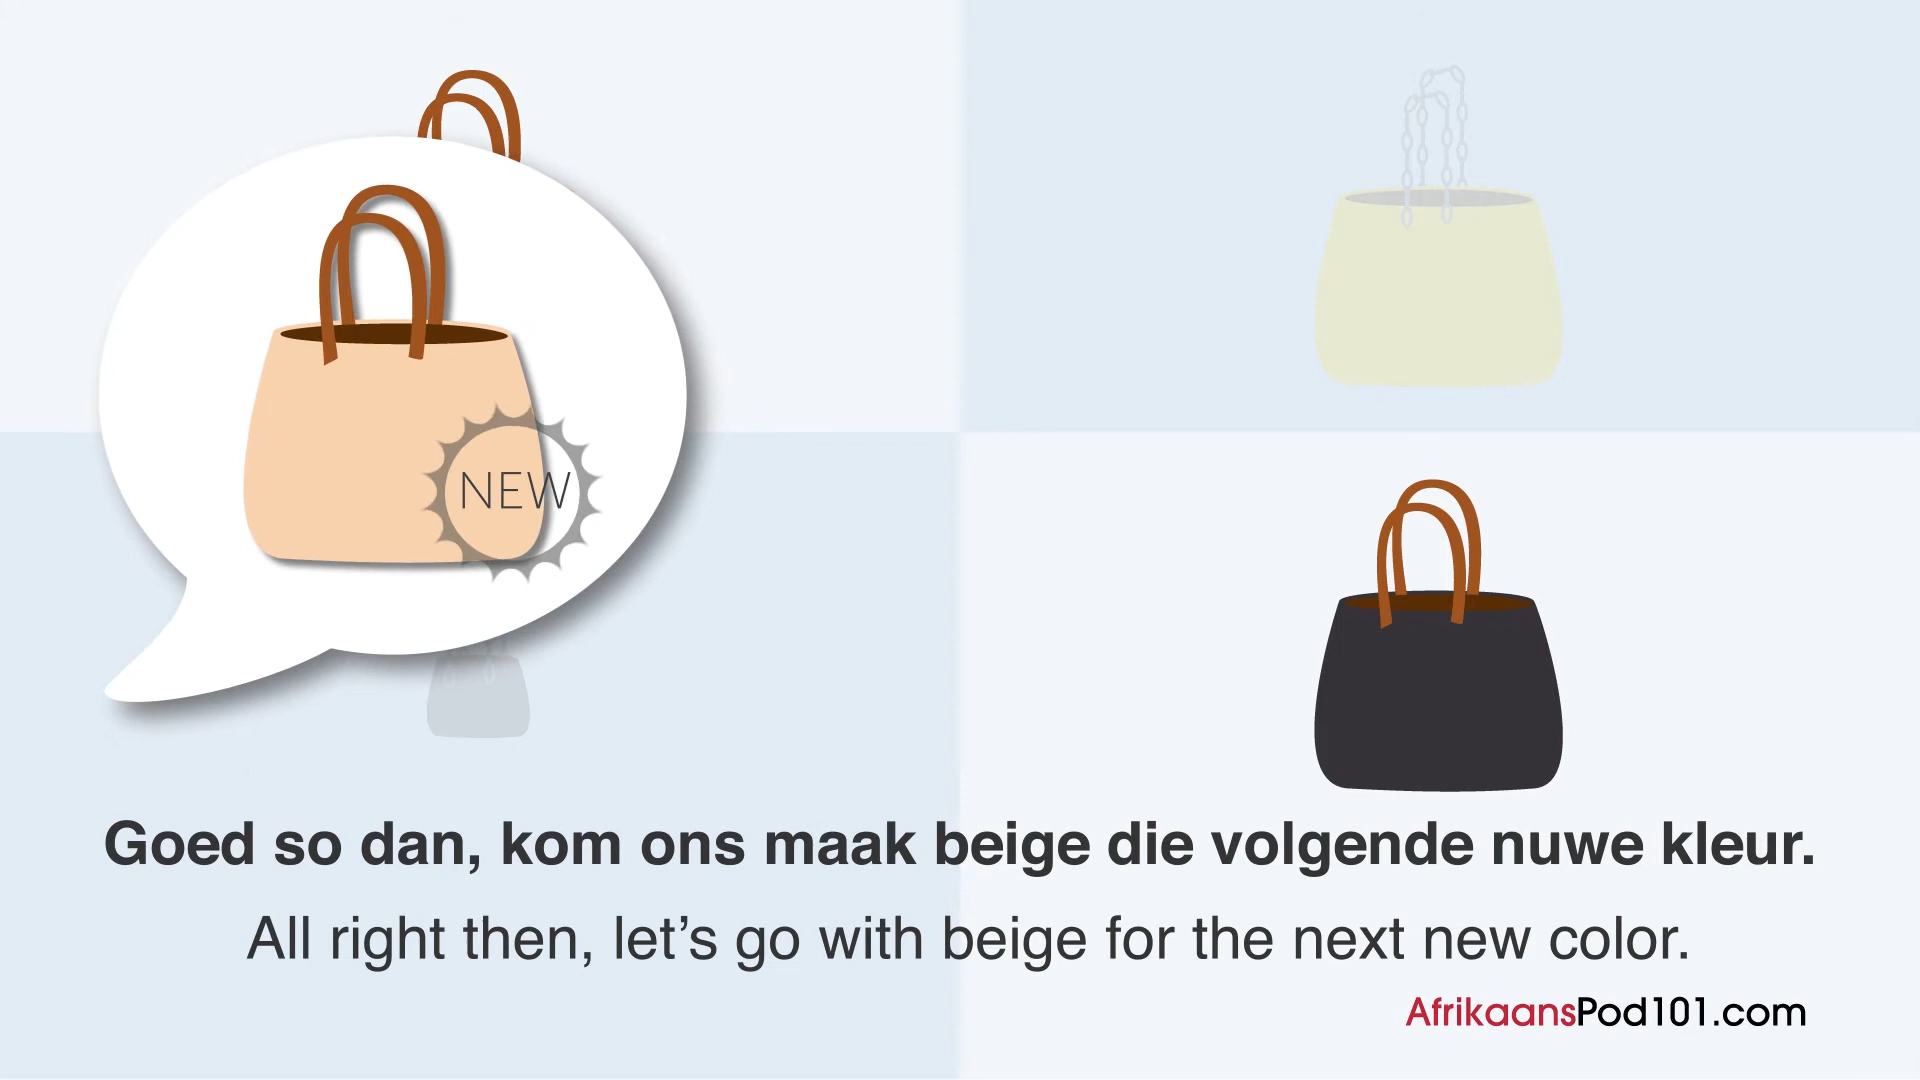 NEW
Goed so dan, kom ons maak beige die volgende nuwe kleur.
All right then, let’s go with beige for the next new color.
AfrikaansPod101.com